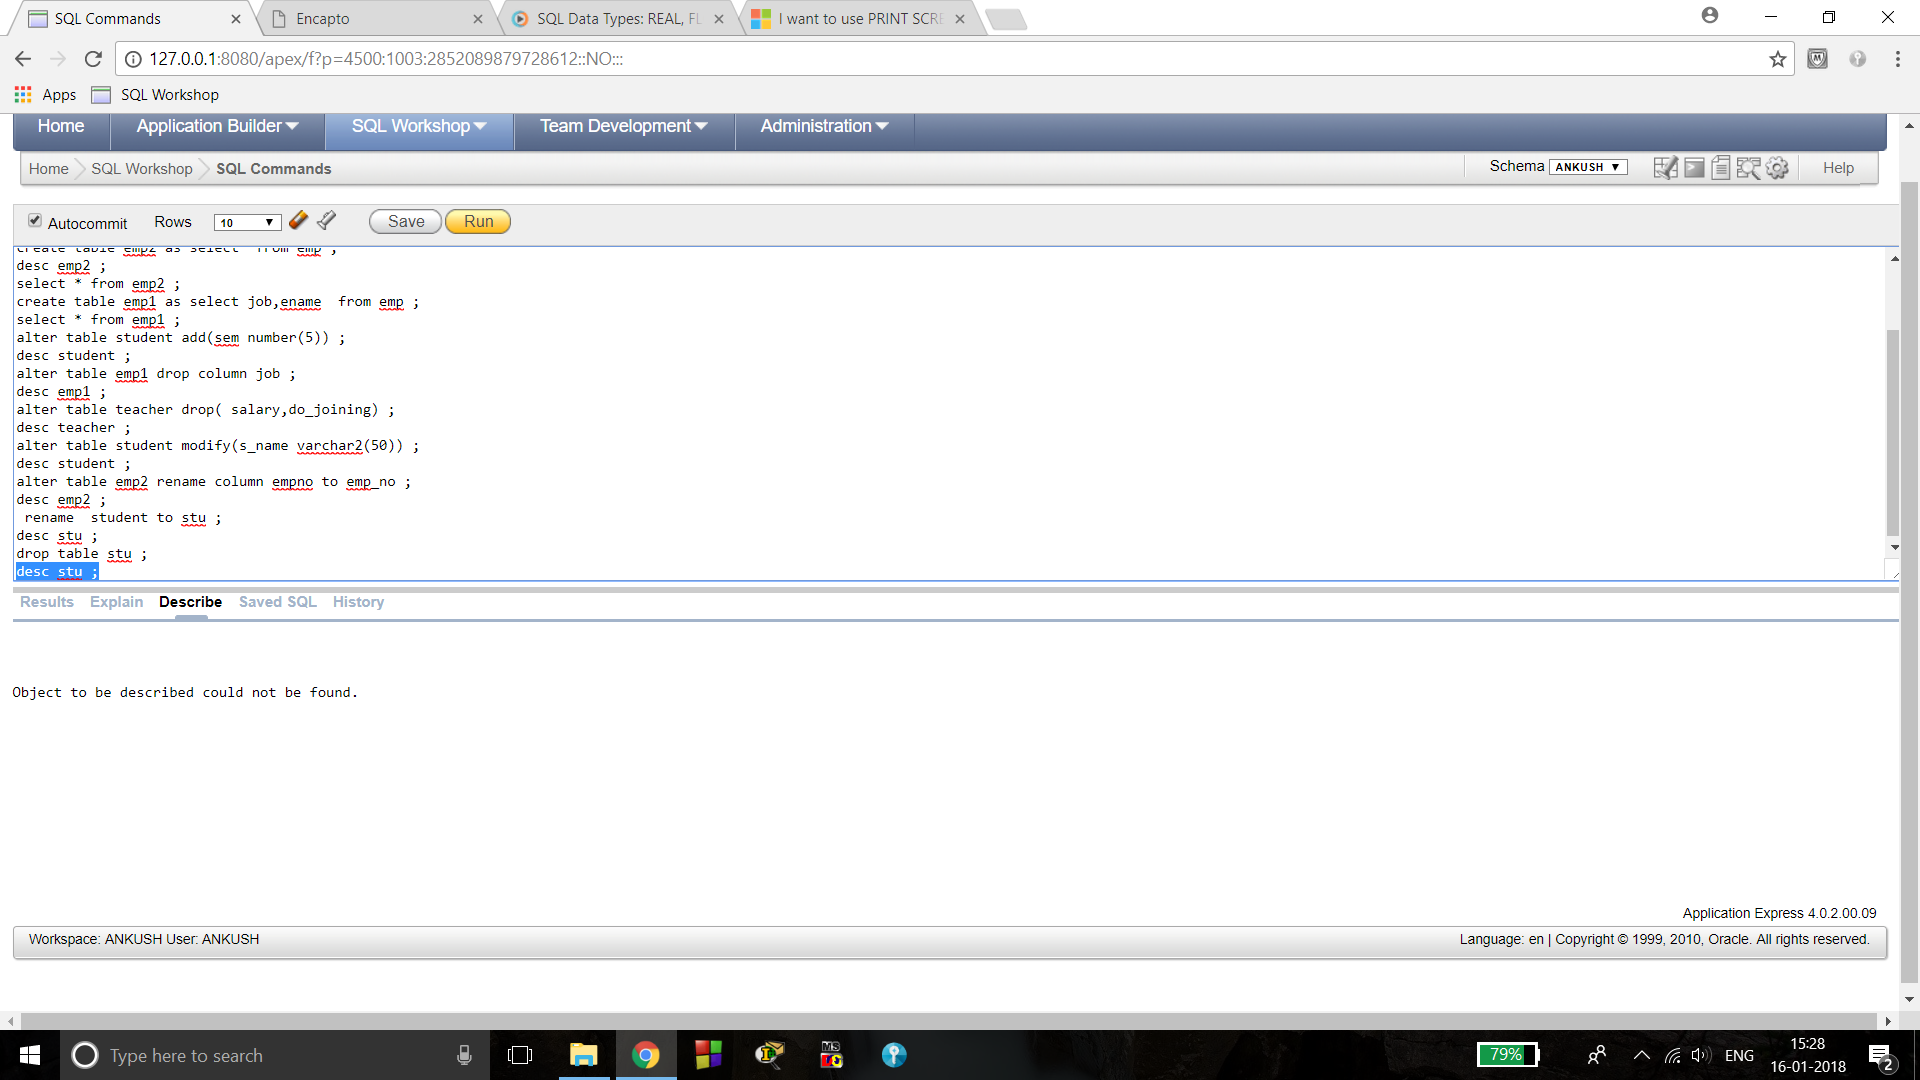 SQL Commands
Encapto
SQL Data Types: REAL, FL
I want to use PRINT SCRE
127.0.0.1:8080/apex/f?p=4500:1003:2852089879728612::NO:::
Apps SQL Workshop
Home Application Builder SQL Workshop Team Development Administration
Home SQL Workshop SQL Commands Schema ANKUSH Help
Autocommit Rows 10 Save Run
create table emp2 as select from emp ;
desc emp2 ;
select * from emp2 ;
create table emp1 as select job,ename  from emp ;
select * from emp1 ;
alter table student add(sem number(5)) ;
desc student ;
alter table emp1 drop column job ;
desc emp1 ;
alter table teacher drop( salary,do_joining) ;
desc teacher ;
alter table student modify(s_name varchar2(50)) ;
desc student ;
alter table emp2 rename column empno to emp_no ;
desc emp2 ;
 rename  student to stu ;
desc stu ;
drop table stu ;
desc stu ;
Results Explain Describe Saved SQL History
Object to be described could not be found.
Application Express 4.0.2.00.09
Workspace: ANKUSH User: ANKUSH Language: en | Copyright © 1999, 2010, Oracle. All rights reserved.
Type here to search
79%
ENG
15:28
16-01-2018
2